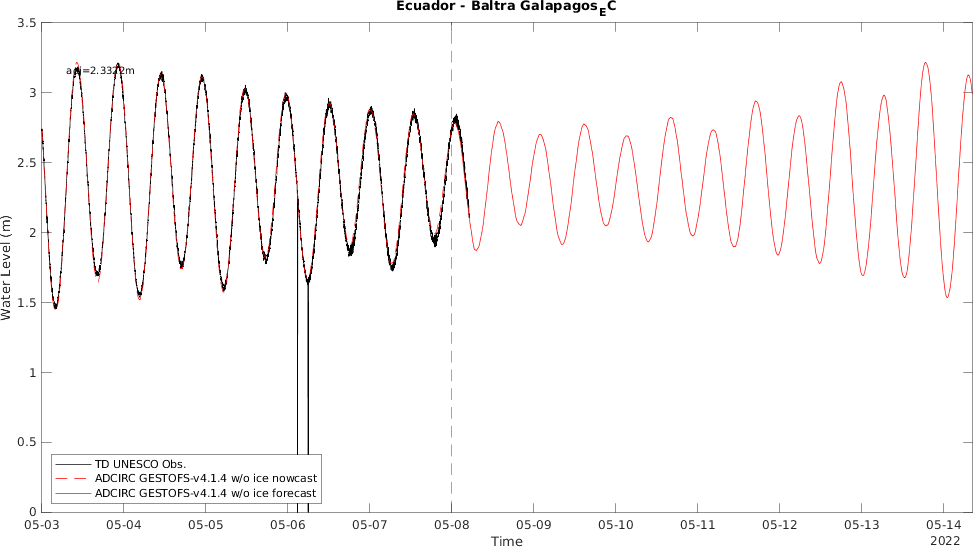 Ecuador - Baltra Galapagos_EC
3.5
3
2.5
2
1.5
1
0.5
0
Water Level (m)
TD UNESCO Obs.
ADCIRC GESTOFS-v4.1.4 w/o ice nowcast
ADCIRC GESTOFS-v4.1.4 w/o ice forecast
05-03 05-04 05-05 05-06 05-07 05-08 05-09 05-10 05-11 05-12 05-13 05-14
Time
2022